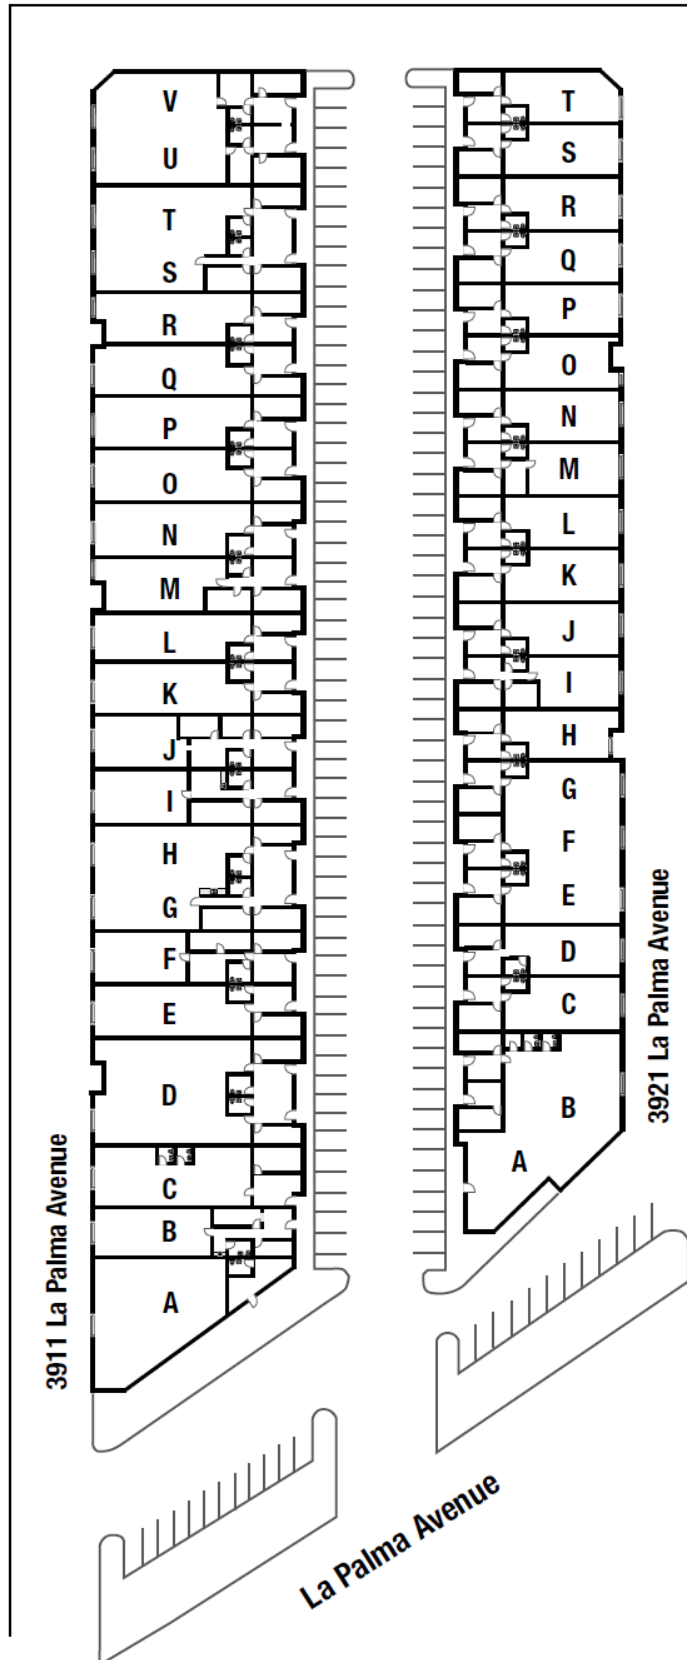 V
U
T
S
R
Q
P
O
N
M
L
K
J
I
H
G
F
E
D
C
B
A
3911 La Palma Avenue
T
S
R
Q
P
O
N
M
L
K
J
I
H
G
F
E
D
C
B
A
3921 La Palma Avenue
La Palma Avenue